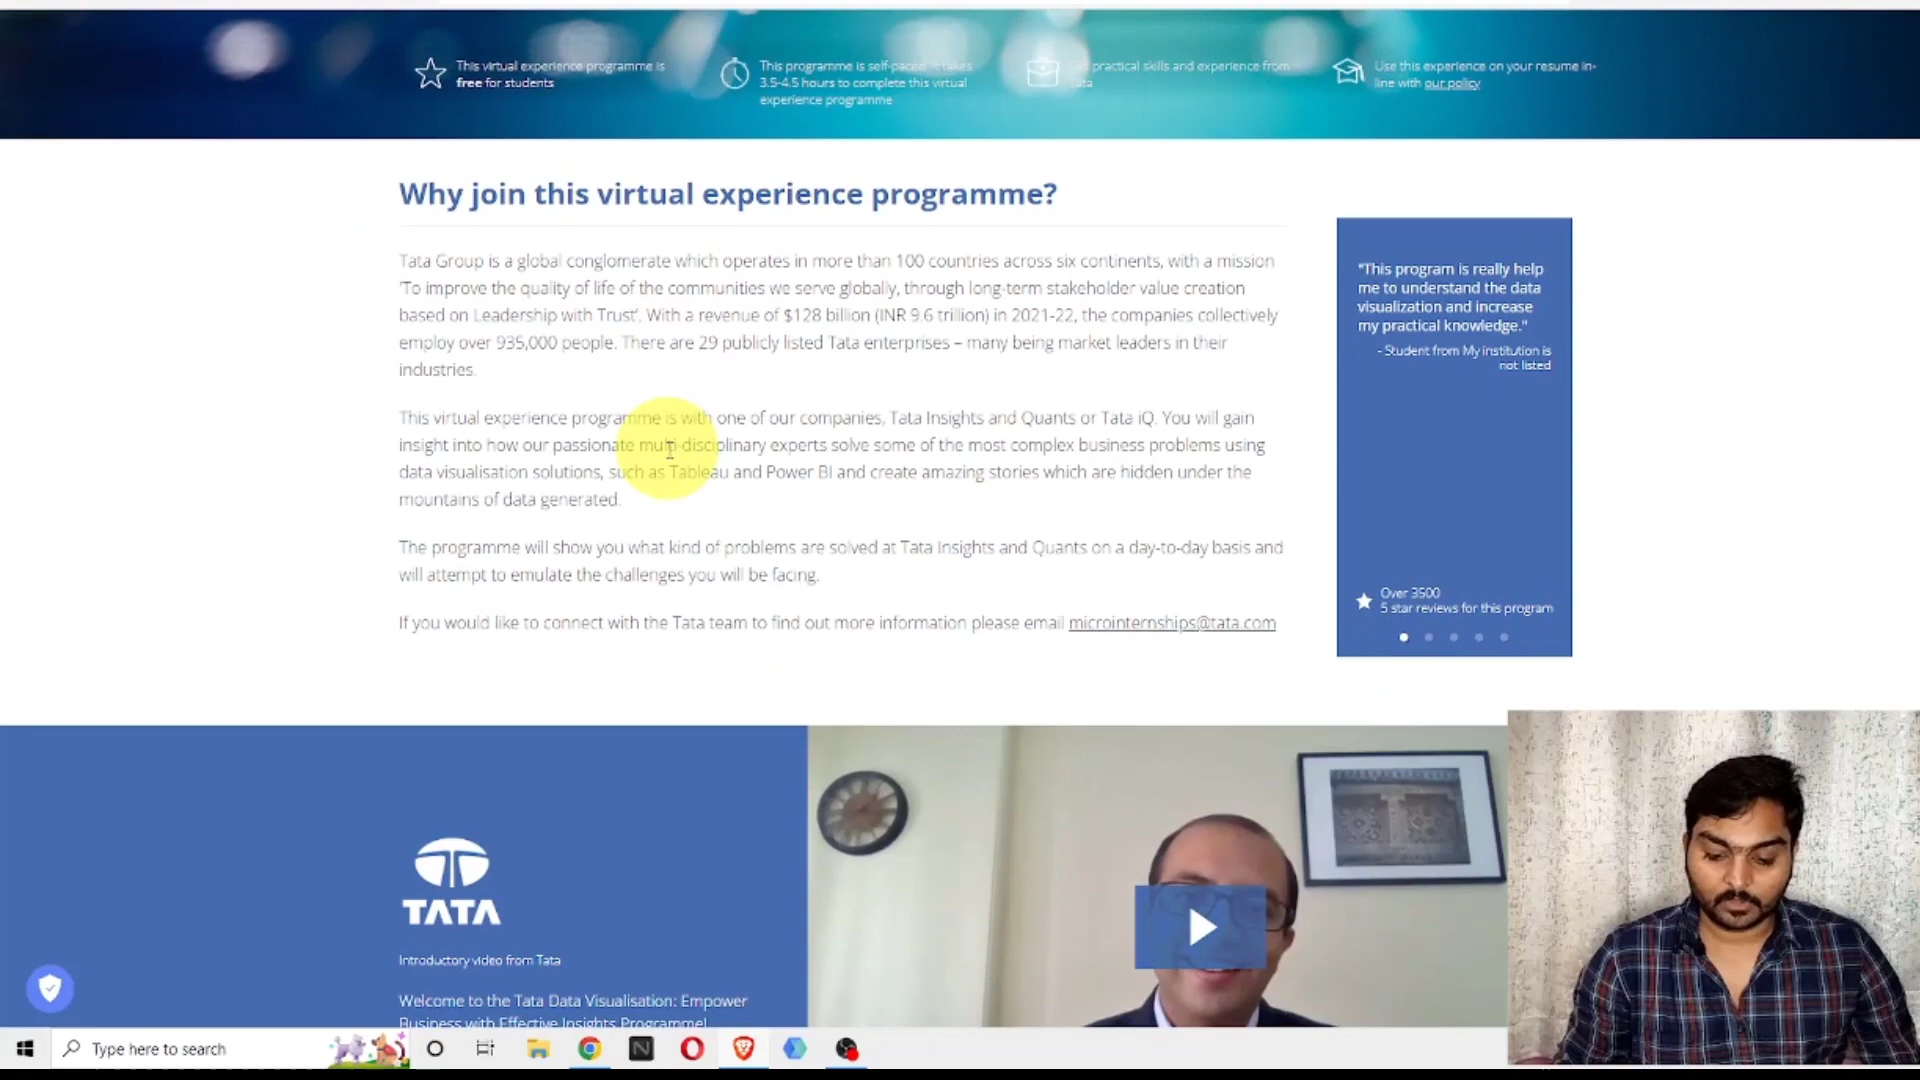 This virtual experience programme is
free for students
This programme is self-paced. It takes
3.5-4.5 hours to complete this virtual
experience programme
practical skills and experience from
Tata
Use this experience on your resume in-
line with our policy
Why join this virtual experience programme?
Tata Group is a global conglomerate which operates in more than 100 countries across six continents, with a mission
'To improve the quality of life of the communities we serve globally, through long-term stakeholder value creation
based on Leadership with Trust'. With a revenue of $128 billion (INR 9.6 trillion) in 2021-22, the companies collectively
employ over 935,000 people. There are 29 publicly listed Tata enterprises – many being market leaders in their
industries.
This virtual experience programme is with one of our companies, Tata Insights and Quants or Tata iQ. You will gain
insight into how our passionate multi-disciplinary experts solve some of the most complex business problems using
data visualisation solutions, such as Tableau and Power BI and create amazing stories which are hidden under the
mountains of data generated.
The programme will show you what kind of problems are solved at Tata Insights and Quants on a day-to-day basis and
will attempt to emulate the challenges you will be facing.
If you would like to connect with the Tata team to find out more information please email microinternships@tata.com
"This program is really help
me to understand the data
visualization and increase
my practical knowledge."
- Student from My institution is
not listed
Over 3500
5 star reviews for this program
TATA
Introductory video from Tata
Welcome to the Tata Data Visualisation: Empower
Business with Effective Insights Programme!
Type here to search
N